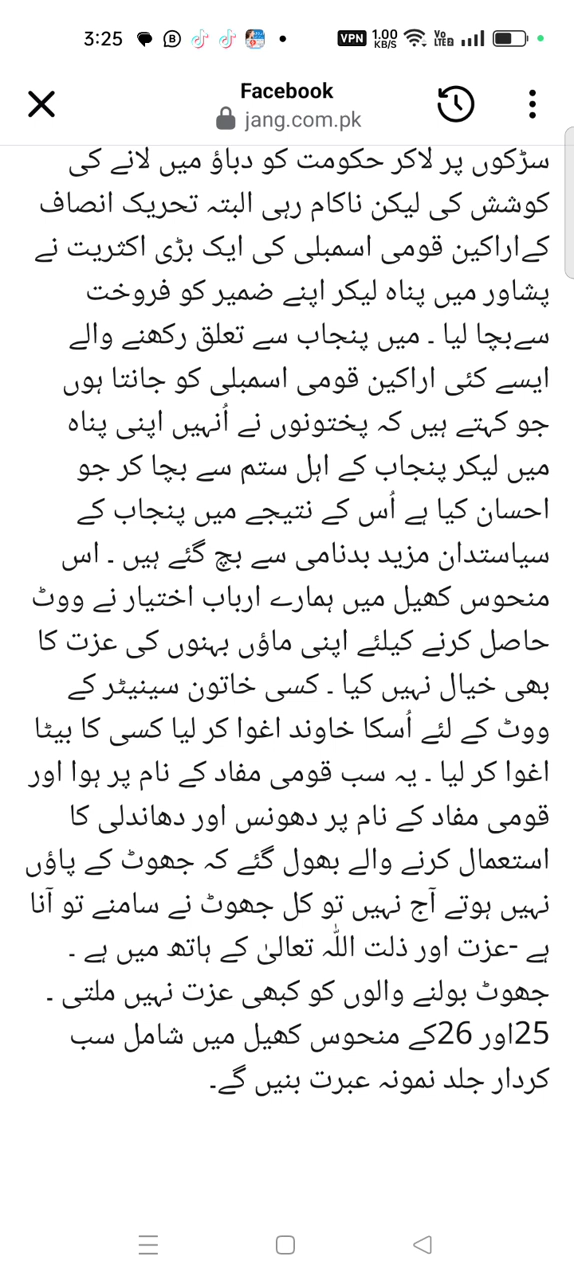 3:25
VPN 1.00 KB/S Vo LTE2
Facebook
jang.com.pk
سڑکوں پر لاکر حکومت کو دباؤ میں لانے کی
کوشش کی لیکن ناکام رہی البتہ تحریک انصاف
کےاراکین قومی اسمبلی کی ایک بڑی اکثریت نے
پشاور میں پناہ لیکر اپنے ضمیر کو فروخت
سےبچا لیا ۔ میں پنجاب سے تعلق رکھنے والے
ایسے کئی اراکین قومی اسمبلی کو جانتا ہوں
جو کہتے ہیں کہ پختونوں نے اُنہیں اپنی پناہ
میں لیکر پنجاب کے اہل ستم سے بچا کر جو
احسان کیا ہے اُس کے نتیجے میں پنجاب کے
سیاستدان مزید بدنامی سے بچ گئے ہیں ۔ اس
منحوس کھیل میں ہمارے ارباب اختیار نے ووٹ
حاصل کرنے کیلئے اپنی ماؤں بہنوں کی عزت کا
بھی خیال نہیں کیا ۔ کسی خاتون سینیٹر کے
ووٹ کے لئے اُسکا خاوند اغوا کر لیا کسی کا بیٹا
اغوا کر لیا ۔ یہ سب قومی مفاد کے نام پر ہوا اور
قومی مفاد کے نام پر دھونس اور دھاندلی کا
استعمال کرنے والے بھول گئے کہ جھوٹ کے پاؤں
نہیں ہوتے آج نہیں تو کل جھوٹ نے سامنے تو آنا
ہے -عزت اور ذلت اللّٰہ تعالیٰ کے ہاتھ میں ہے ۔
جھوٹ بولنے والوں کو کبھی عزت نہیں ملتی ۔
25اور 26کے منحوس کھیل میں شامل سب
کردار جلد نمونہ عبرت بنیں گے۔